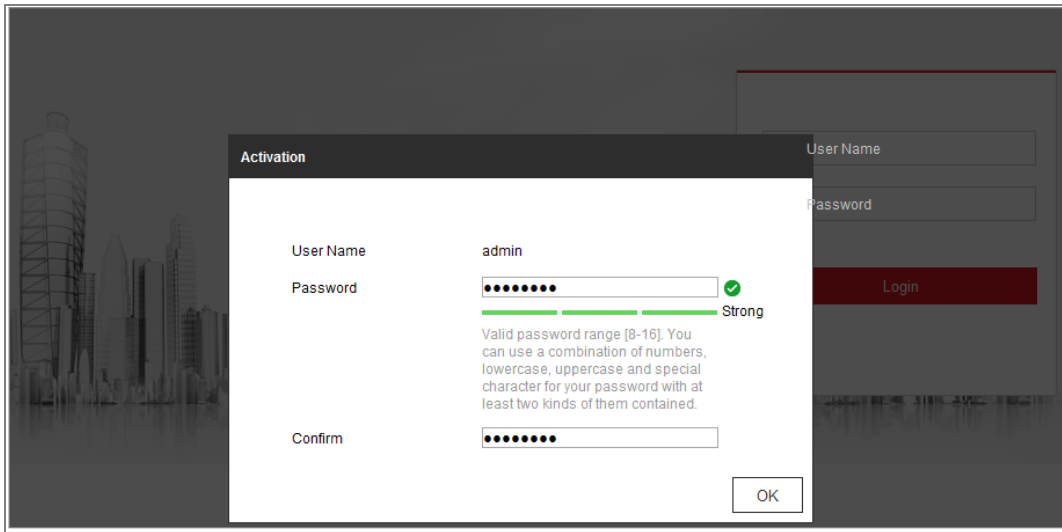 Activation
User Name
admin
Password
••••••••
Strong
Valid password range [8-16]. You
can use a combination of numbers,
lowercase, uppercase and special
character for your password with at
least two kinds of them contained.
Confirm
••••••••
OK
User Name
Password
Login